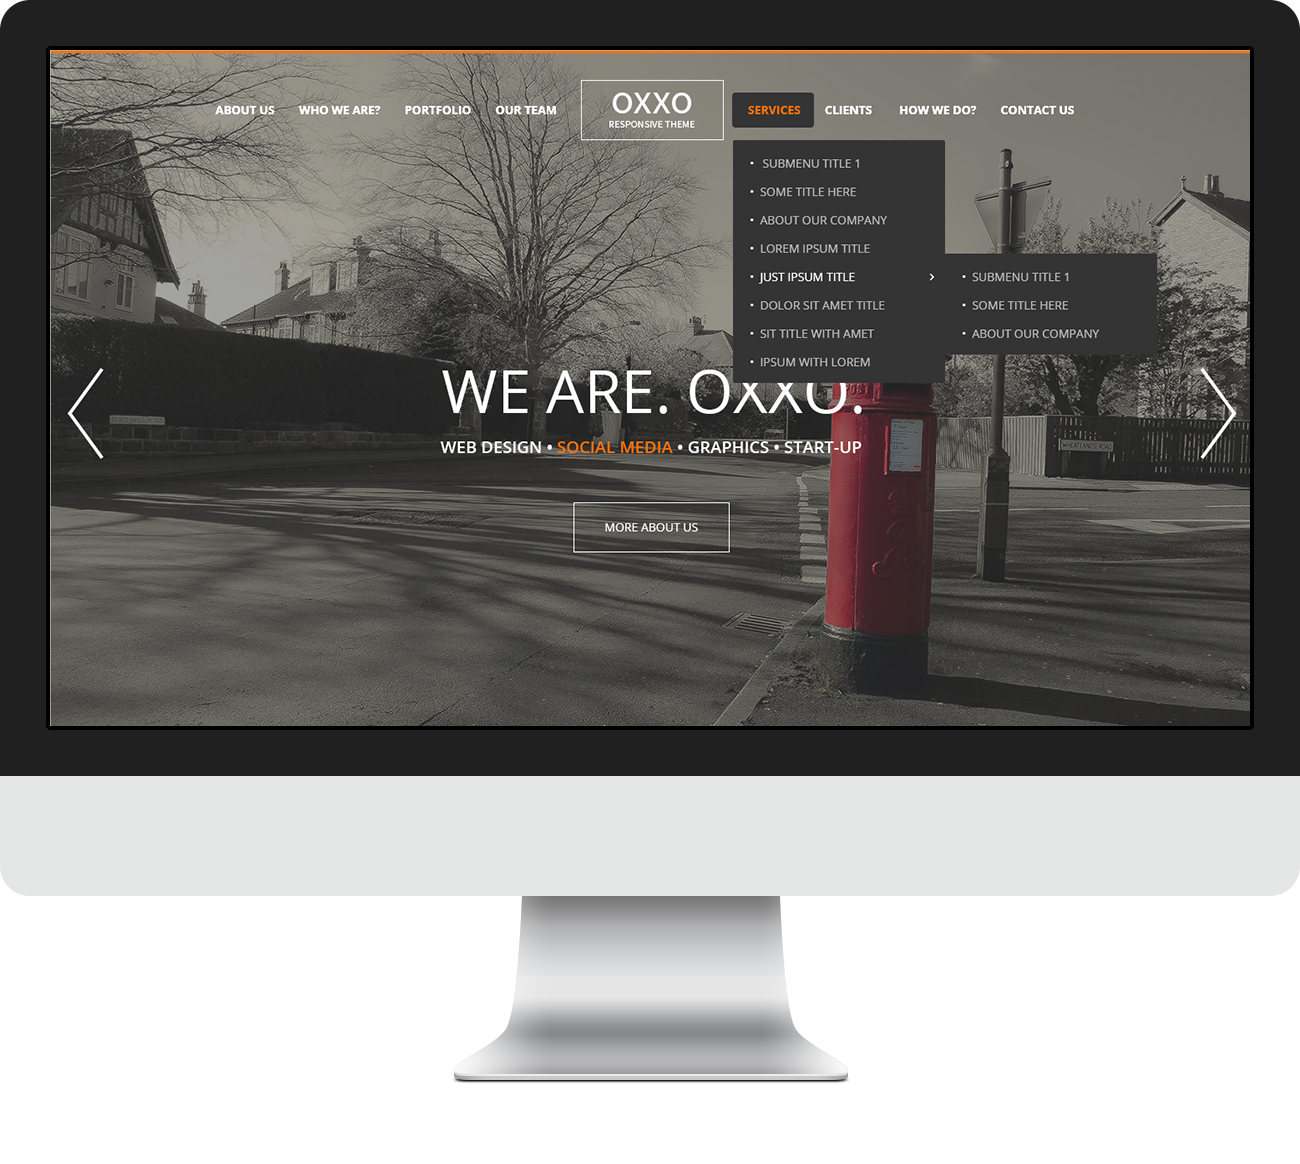 ABOUT US WHO WE ARE? PORTFOLIO OUR TEAM
OXXO
RESPONSIVE THEME
SERVICES CLIENTS HOW WE DO? CONTACT US
SUBMENU TITLE 1
SOME TITLE HERE
ABOUT OUR COMPANY
LOREM IPSUM TITLE
JUST IPSUM TITLE
DOLOR SIT AMET TITLE
SIT TITLE WITH AMET
IPSUM WITH LOREM
SUBMENU TITLE 1
SOME TITLE HERE
ABOUT OUR COMPANY
WE ARE. OXXO.
WEB DESIGN • SOCIAL MEDIA • GRAPHICS • START-UP
MORE ABOUT US
WHEATLANDS ROAD